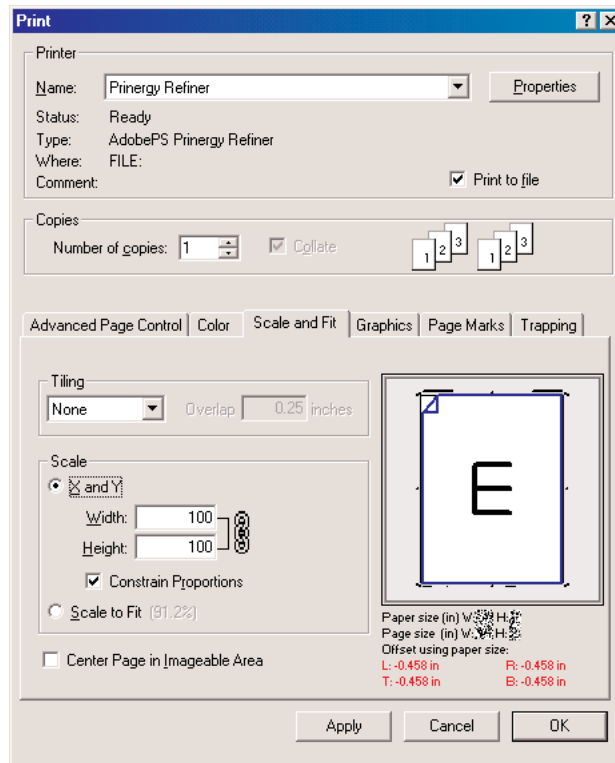 Print
Printer
Name: Prinergy Refiner Properties
Status: Ready
Type: AdobePS Prinergy Refiner
Where: FILE:
Comment: Print to file
Copies
Number of copies: 1 Collate
1 2 3 1 2 3
Advanced Page Control Color Scale and Fit Graphics Page Marks Trapping
Tiling
None Overlap 0.25 inches
Scale
X and Y
Width: 100
Height: 100
Constrain Proportions
Scale to Fit (91.2%)
Center Page in Imageable Area
E
Paper size (in) W: H:
Page size (in) W: H:
Offset using paper size:
L: -0.458 in R: -0.458 in
T: -0.458 in B: -0.458 in
Apply Cancel OK